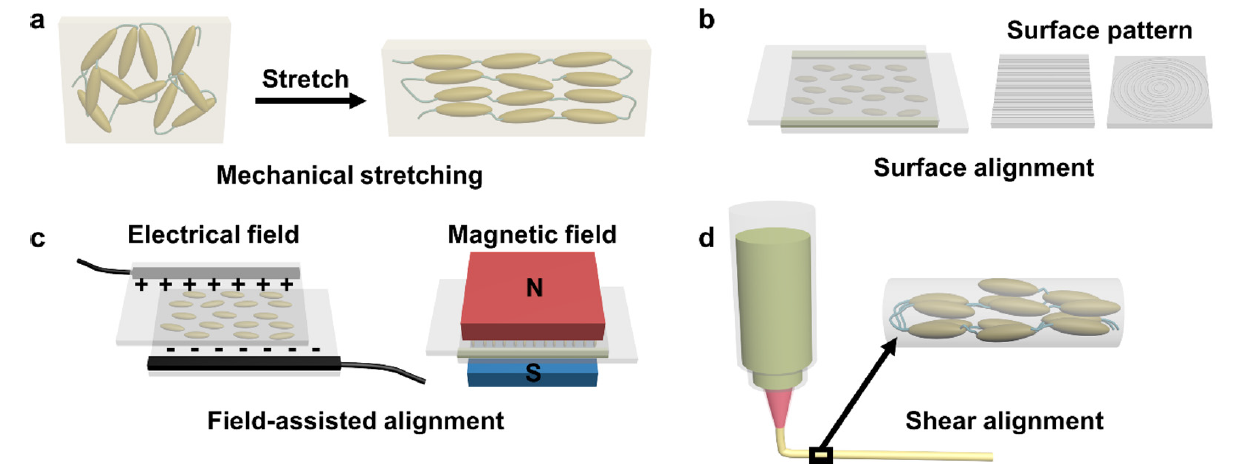 a
Stretch
Mechanical stretching
b
Surface pattern
Surface alignment
c
Electrical field
+ + + + + + +
- - - - - -
Magnetic field
N
S
Field-assisted alignment
d
Shear alignment